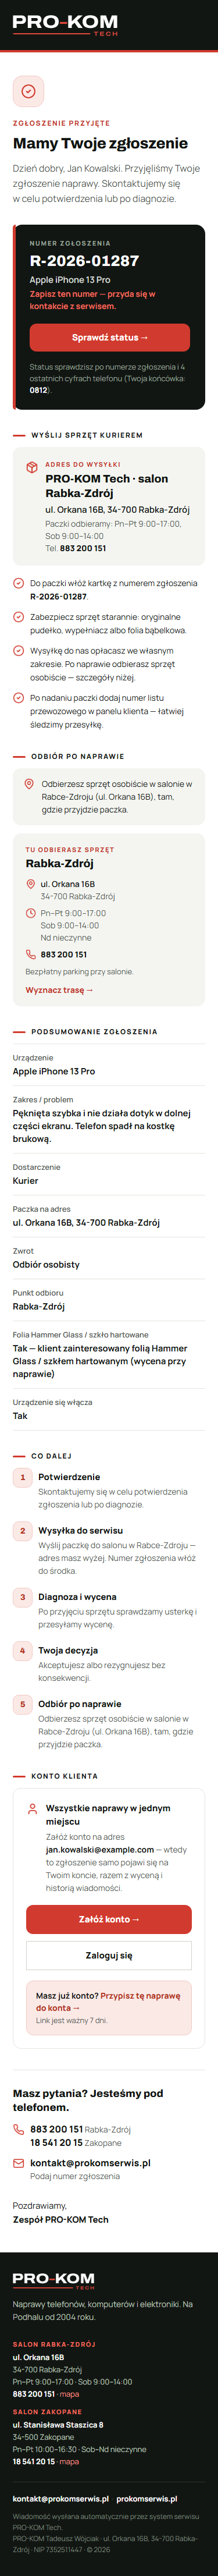 PRO-KOM
TECH
ZGŁOSZENIE PRZYJĘTE
Mamy Twoje zgłoszenie
Dzień dobry, Jan Kowalski. Przyjęliśmy Twoje
zgłoszenie naprawy. Skontaktujemy się
w celu potwierdzenia lub po diagnozie.
NUMER ZGŁOSZENIA
R-2026-01287
Apple iPhone 13 Pro
Zapisz ten numer — przyda się w
kontakcie z serwisem.
Sprawdź status →
Status sprawdzisz po numerze zgłoszenia i 4
ostatnich cyfrach telefonu (Twoja końcówka:
0812).
WYŚLIJ SPRZĘT KURIEREM
ADRES DO WYSYŁKI
PRO-KOM Tech · salon
Rabka-Zdrój
ul. Orkana 16B, 34-700 Rabka-Zdrój
Paczki odbieramy: Pn–Pt 9:00–17:00,
Sob 9:00–14:00
Tel. 883 200 151
Do paczki włóż kartkę z numerem zgłoszenia
R-2026-01287.
Zabezpiecz sprzęt starannie: oryginalne
pudełko, wypełniacz albo folia bąbelkowa.
Wysyłkę do nas opłacasz we własnym
zakresie. Po naprawie odbierasz sprzęt
osobiście — szczegóły niżej.
Po nadaniu paczki dodaj numer listu
przewozowego w panelu klienta — łatwiej
śledzimy przesyłkę.
ODBIÓR PO NAPRAWIE
Odbierzesz sprzęt osobiście w salonie w
Rabce-Zdroju (ul. Orkana 16B), tam,
gdzie przyjdzie paczka.
TU ODBIERASZ SPRZĘT
Rabka-Zdrój
ul. Orkana 16B
34-700 Rabka-Zdrój
Pn–Pt 9:00–17:00
Sob 9:00–14:00
Nd nieczynne
883 200 151
Bezpłatny parking przy salonie.
Wyznacz trasę →
PODSUMOWANIE ZGŁOSZENIA
Urządzenie
Apple iPhone 13 Pro
Zakres / problem
Pęknięta szybka i nie działa dotyk w dolnej
części ekranu. Telefon spadł na kostkę
brukową.
Dostarczenie
Kurier
Paczka na adres
ul. Orkana 16B, 34-700 Rabka-Zdrój
Zwrot
Odbiór osobisty
Punkt odbioru
Rabka-Zdrój
Folia Hammer Glass / szkło hartowane
Tak — klient zainteresowany folią Hammer
Glass / szkłem hartowanym (wycena przy
naprawie)
Urządzenie się włącza
Tak
CO DALEJ
1 Potwierdzenie
Skontaktujemy się w celu potwierdzenia
zgłoszenia lub po diagnozie.
2 Wysyłka do serwisu
Wyślij paczkę do salonu w Rabce-Zdroju —
adres masz wyżej. Numer zgłoszenia włóż
do środka.
3 Diagnoza i wycena
Po przyjęciu sprzętu sprawdzamy usterkę i
przesyłamy wycenę.
4 Twoja decyzja
Akceptujesz albo rezygnujesz bez
konsekwencji.
5 Odbiór po naprawie
Odbierzesz sprzęt osobiście w salonie w
Rabce-Zdroju (ul. Orkana 16B), tam, gdzie
przyjdzie paczka.
KONTO KLIENTA
Wszystkie naprawy w jednym
miejscu
Załóż konto na adres
jan.kowalski@example.com — wtedy
to zgłoszenie samo pojawi się na
Twoim koncie, razem z wyceną i
historią wiadomości.
Załóż konto →
Zaloguj się
Masz już konto? Przypisz tę naprawę
do konta →
Link jest ważny 7 dni.
Masz pytania? Jesteśmy pod
telefonem.
883 200 151 Rabka-Zdrój
18 541 20 15 Zakopane
kontakt@prokomserwis.pl
Podaj numer zgłoszenia
Pozdrawiamy,
Zespół PRO-KOM Tech
PRO-KOM
TECH
Naprawy telefonów, komputerów i elektroniki. Na
Podhalu od 2004 roku.
SALON RABKA-ZDRÓJ
ul. Orkana 16B
34-700 Rabka-Zdrój
Pn–Pt 9:00–17:00 · Sob 9:00–14:00
883 200 151 · mapa
SALON ZAKOPANE
ul. Stanisława Staszica 8
34-500 Zakopane
Pn–Pt 10:00–16:30 · Sob–Nd nieczynne
18 541 20 15 · mapa
kontakt@prokomserwis.pl prokomserwis.pl
Wiadomość wysłana automatycznie przez system serwisu
PRO-KOM Tech.
PRO-KOM Tadeusz Wójciak · ul. Orkana 16B, 34-700 Rabka-
Zdrój · NIP 7352511447 · © 2026